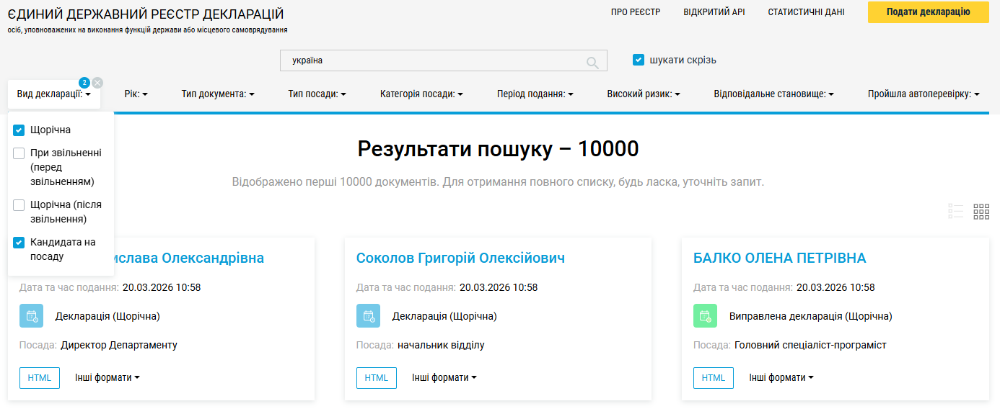 ЄДИНИЙ ДЕРЖАВНИЙ РЕЄСТР ДЕКЛАРАЦІЙ
осіб, уповноважених на виконання функцій держави або місцевого самоврядування
ПРО РЕЄСТР
ВІДКРИТИЙ АРІ
СТАТИСТИЧНІ ДАНІ
Подати декларацію
україна
шукати скрізь
2
Вид декларації:
Рік:
Тип документа:
Тип посади:
Категорія посади:
Період подання:
Високий ризик:
Відповідальне становище:
Пройшла автоперевірку:
Щорічна
При звільненні
(перед
звільненням)
Щорічна (після
звільнення)
Кандидата на
посаду
Результати пошуку – 10000
Відображено перші 10000 документів. Для отримання повного списку, будь ласка, уточніть запит.
Олександрівна
Дата та час подання: 20.03.2026 10:58
Декларація (Щорічна)
Посада: Директор Департаменту
HTML
Інші формати
Соколов Григорій Олексійович
Дата та час подання: 20.03.2026 10:58
Декларація (Щорічна)
Посада: начальник відділу
HTML
Інші формати
БАЛКО ОЛЕНА ПЕТРІВНА
Дата та час подання: 20.03.2026 10:58
Виправлена декларація (Щорічна)
Посада: Головний спеціаліст-програміст
HTML
Інші формати